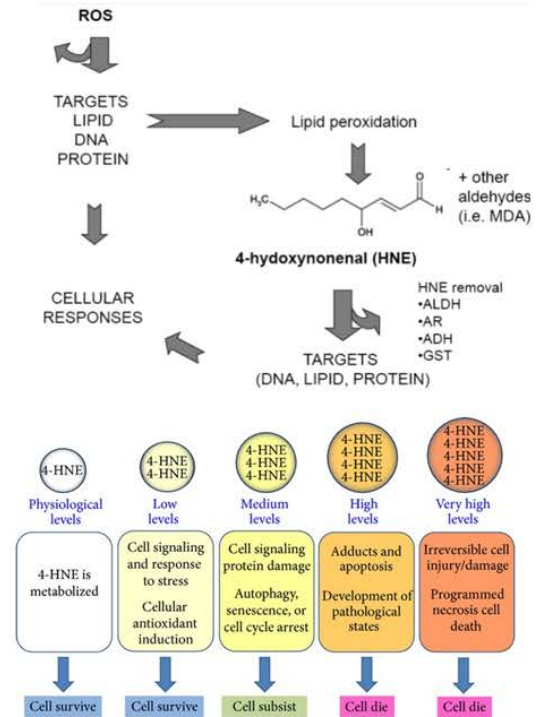 ROS
TARGETS
LIPID
DNA
PROTEIN
Lipid peroxidation
H₃C
O
H
OH
+ other
aldehydes
(i.e. MDA)
4-hydoxynonenal (HNE)
CELLULAR
RESPONSES
HNE removal
•ALDH
•AR
•ADH
•GST
TARGETS
(DNA, LIPID, PROTEIN)
4-HNE
Physiological
levels
4-HNE is
metabolized
Cell survive
4-HNE
4-HNE
Low
levels
Cell signaling
and response
to stress
Cellular
antioxidant
induction
Cell survive
4-HNE
4-HNE
4-HNE
Medium
levels
Cell signaling
protein damage
Autophagy,
senescence, or
cell cycle arrest
Cell subsist
4-HNE
4-HNE
4-HNE
4-HNE
High
levels
Adducts and
apoptosis
Development of
pathological
states
Cell die
4-HNE
4-HNE
4-HNE
4-HNE
4-HNE
Very high
levels
Irreversible cell
injury/damage
Programmed
necrosis cell
death
Cell die